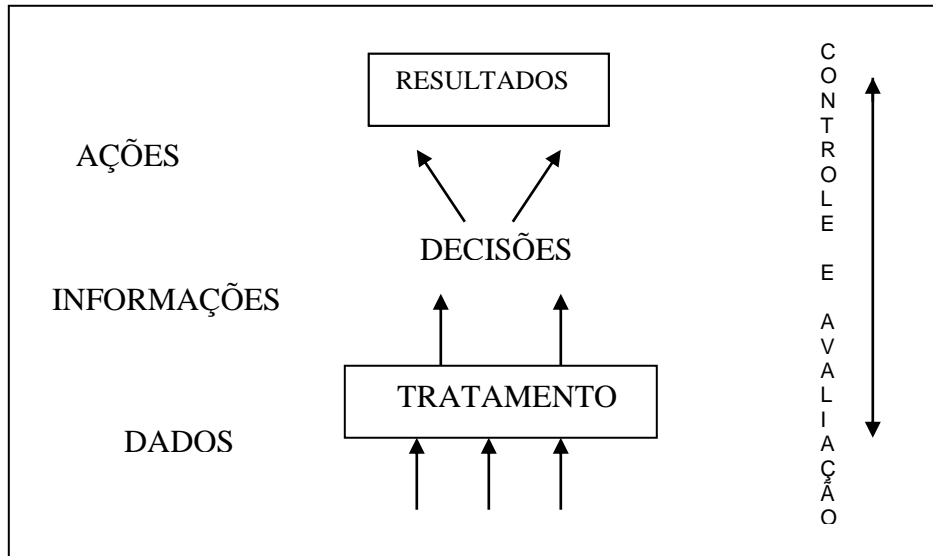 RESULTADOS
AÇÕES
DECISÕES
INFORMAÇÕES
TRATAMENTO
DADOS
CONTROLE E AVALIAÇÃO